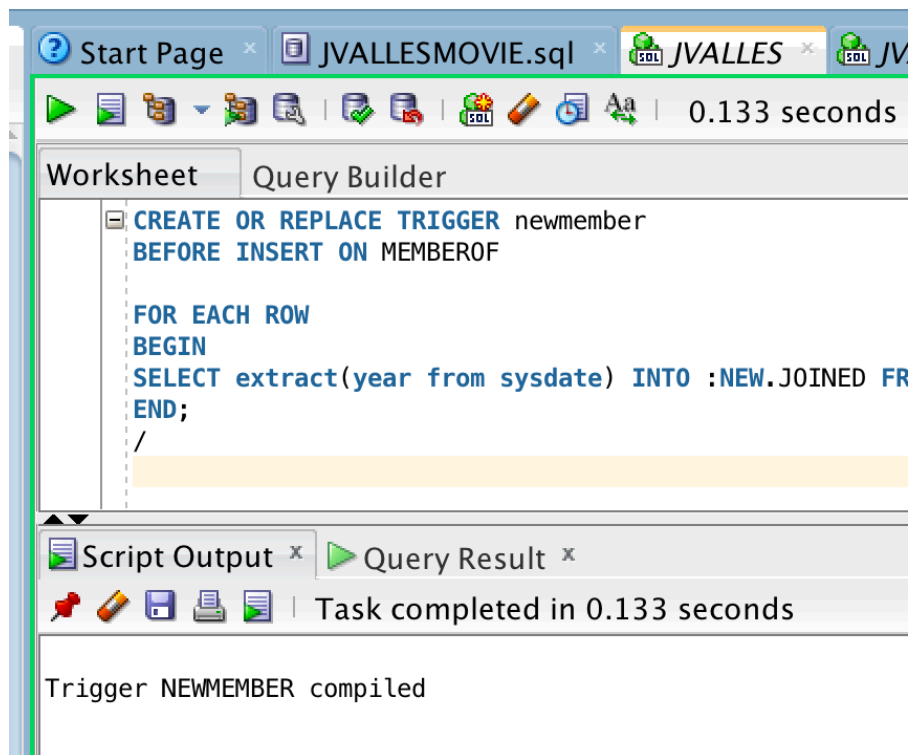 Start Page
JVALLESMOVIE.sql
JVALLES
0.133 seconds
Worksheet
Query Builder
CREATE OR REPLACE TRIGGER newmember
BEFORE INSERT ON MEMBEROF
FOR EACH ROW
BEGIN
SELECT extract(year from sysdate) INTO :NEW.JOINED FR
END;
/
Script Output
Query Result
Task completed in 0.133 seconds
Trigger NEWMEMBER compiled